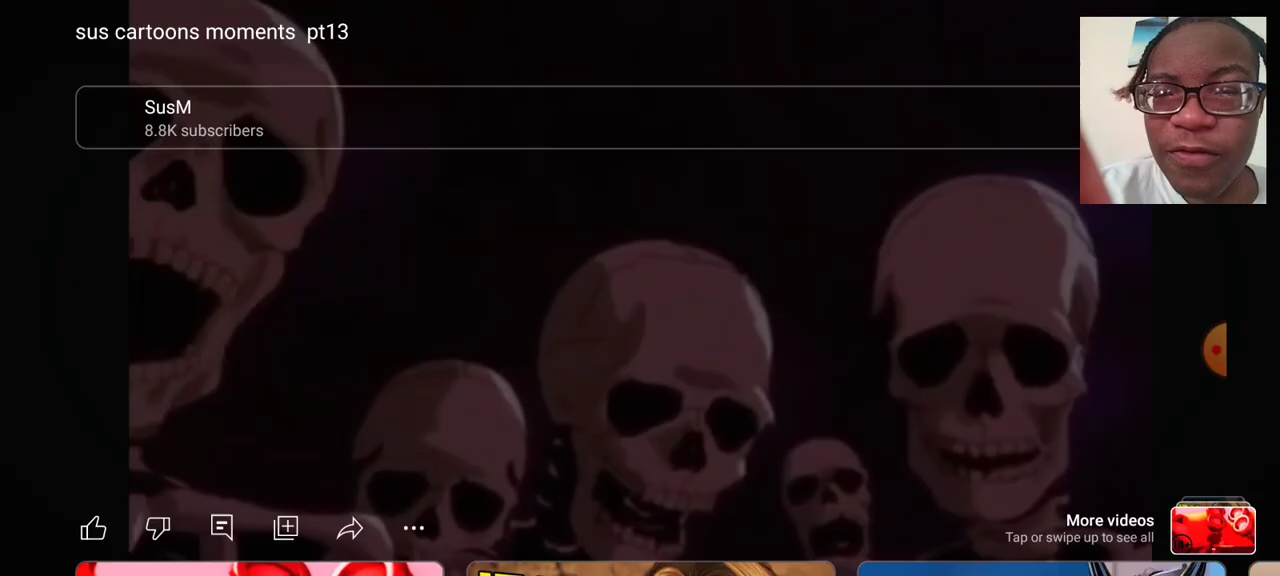 sus cartoons moments pt13
SusM
8.8K subscribers
More videos
Tap or swipe up to see all